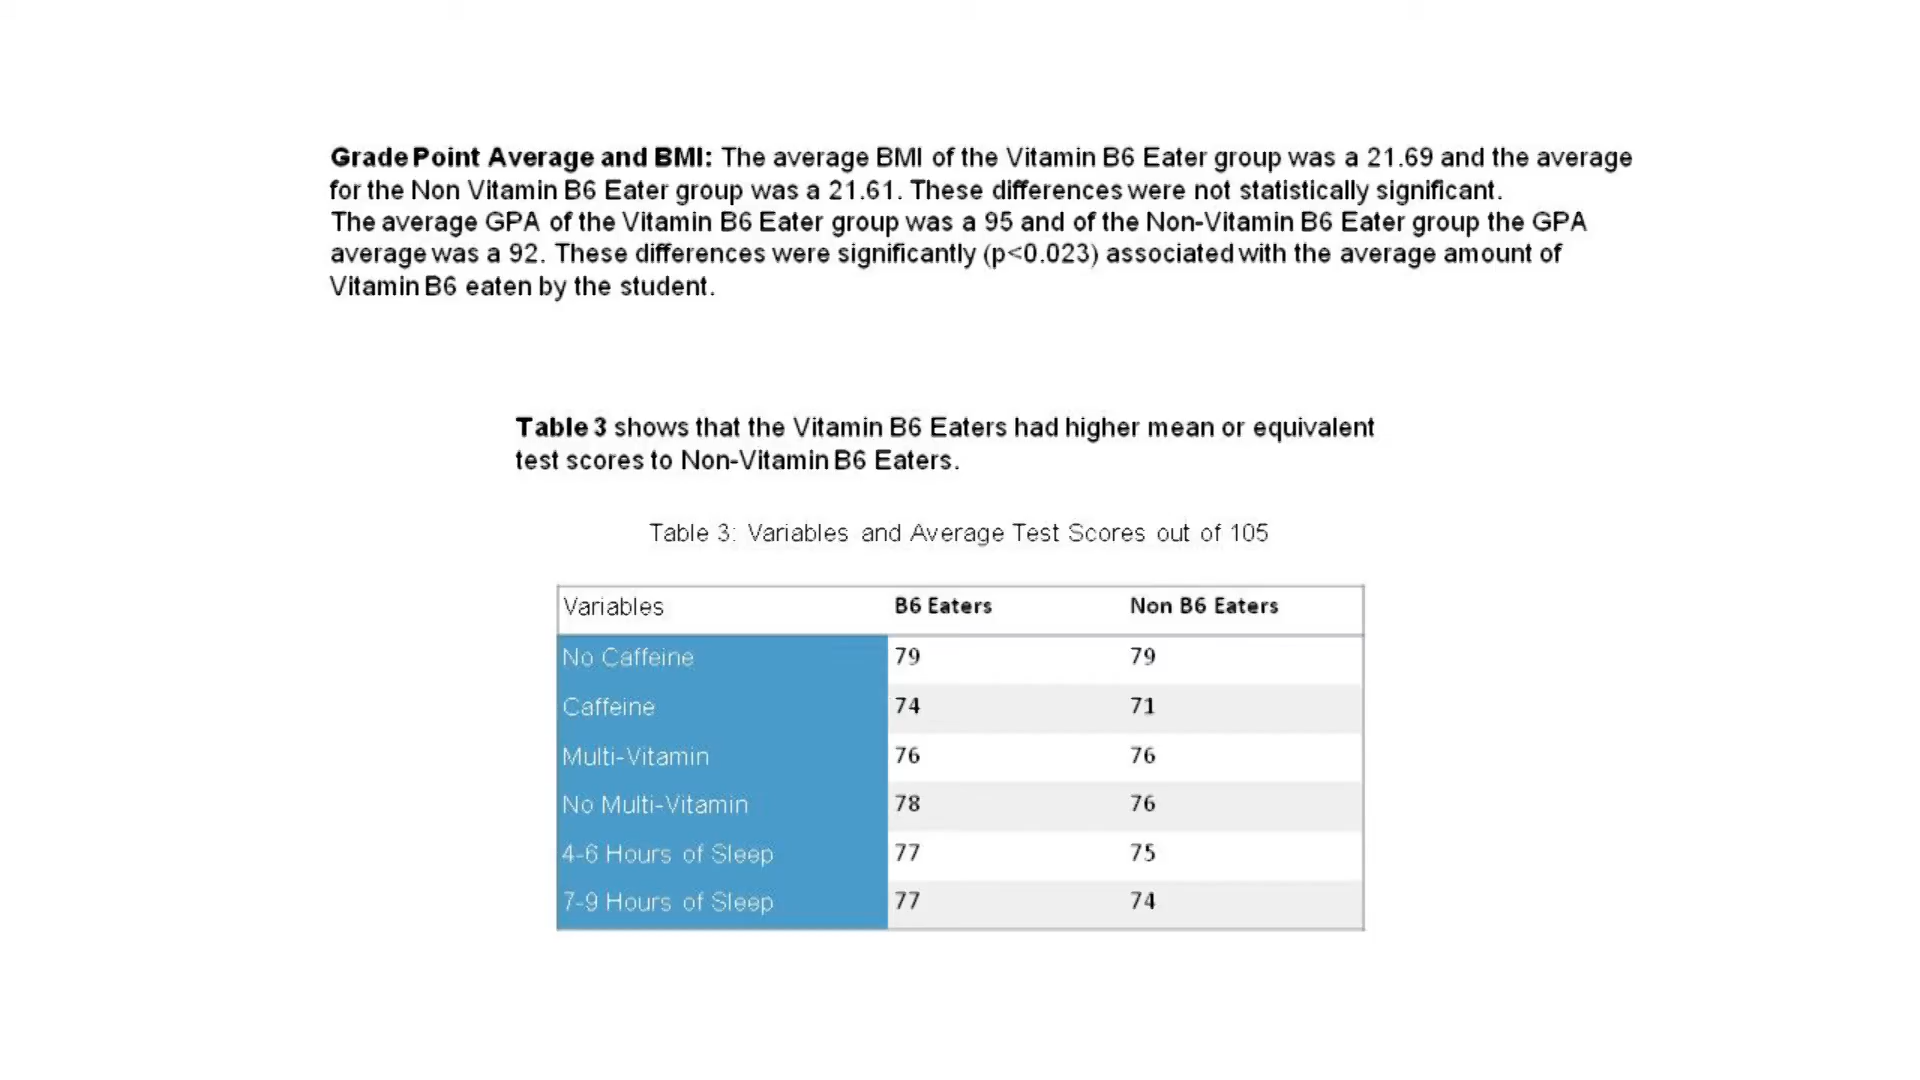 Grade Point Average and BMI: The average BMI of the Vitamin B6 Eater group was a 21.69 and the average
for the Non Vitamin B6 Eater group was a 21.61. These differences were not statistically significant.
The average GPA of the Vitamin B6 Eater group was a 95 and of the Non-Vitamin B6 Eater group the GPA
average was a 92. These differences were significantly (p<0.023) associated with the average amount of
Vitamin B6 eaten by the student.
Table 3 shows that the Vitamin B6 Eaters had higher mean or equivalent
test scores to Non-Vitamin B6 Eaters.
Table 3: Variables and Average Test Scores out of 105
Variables B6 Eaters Non B6 Eaters
No Caffeine 79 79
Caffeine 74 71
Multi-Vitamin 76 76
No Multi-Vitamin 78 76
4-6 Hours of Sleep 77 75
7-9 Hours of Sleep 77 74